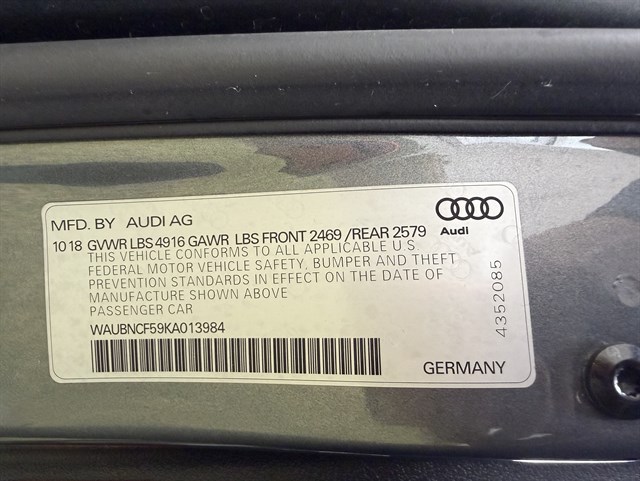 MFD. BY AUDI AG
Audi
10 18 GVWR LBS 4916 GAWR LBS FRONT 2469 / REAR 2579
THIS VEHICLE CONFORMS TO ALL APPLICABLE U.S
FEDERAL MOTOR VEHICLE SAFETY, BUMPER AND THEFT
PREVENTION STANDARDS IN EFFECT ON THE DATE OF
MANUFACTURE SHOWN ABOVE
PASSENGER CAR
WAUBNCF59KA013984
4352085
GERMANY